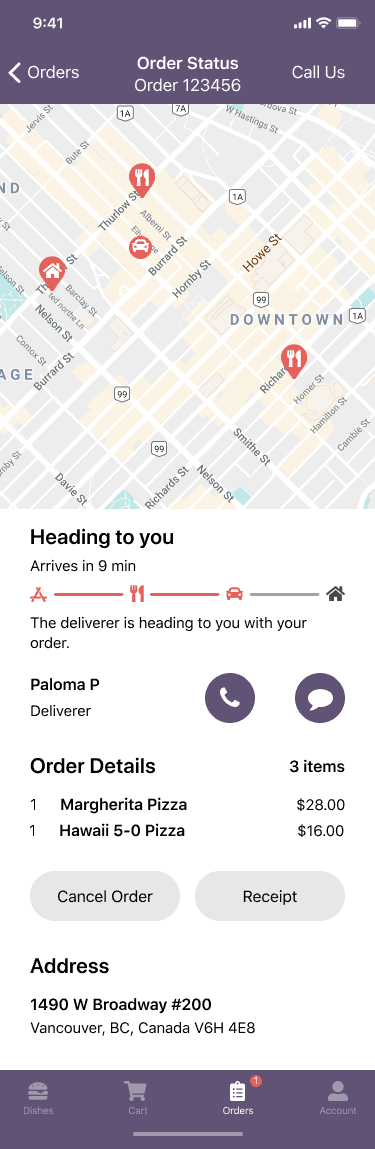 9:41
Orders
Order Status
Order 123456
Call Us
1A
7A
W Hastings St
Jervis St
Bute St
ND
1A
Thurlow St
Alberni St
Burrard St
Howe St
Hornby St
Barclay St
99
DOWNTOWN
1A
Nelson St
Comox St
Burrard St
AGE
99
Homer St
Hamilton St
Cambie St
Smithe St
99
Davie St
Richards St
Nelson St
Heading to you
Arrives in 9 min
The deliverer is heading to you with your
order.
Paloma P
Deliverer
Order Details
3 items
1 Margherita Pizza $28.00
1 Hawaii 5-0 Pizza $16.00
Cancel Order
Receipt
Address
1490 W Broadway #200
Vancouver, BC, Canada V6H 4E8
1
Dishes
Cart
Orders
Account